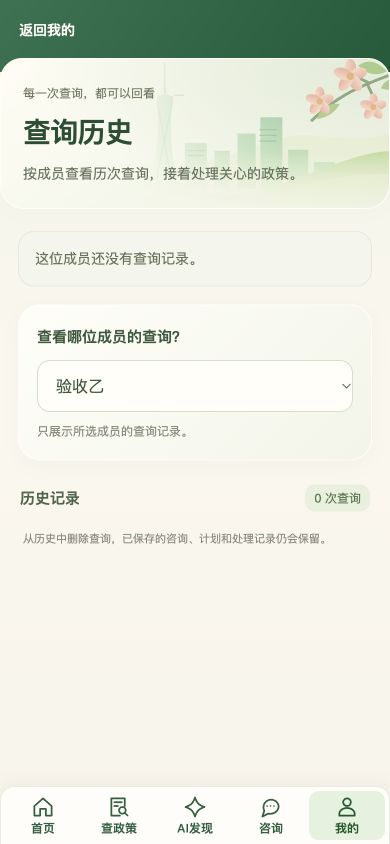 返回我的
每一次查询，都可以回看
查询历史
按成员查看历次查询，接着处理关心的政策。
这位成员还没有查询记录。
查看哪位成员的查询?
验收乙
只展示所选成员的查询记录。
历史记录
0 次查询
从历史中删除查询，已保存的咨询、计划和处理记录仍会保留。
首页
查政策
AI发现
咨询
我的